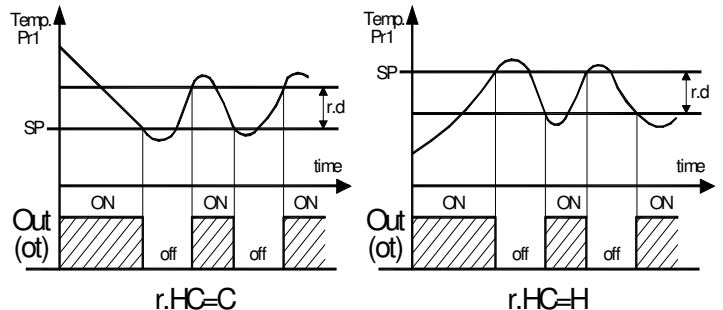 Temp.
Pr1
SP
r.d
time
ON
ON
ON
Out
(ot)
off
off
r.HC=C
Temp.
Pr1
SP
r.d
time
ON
ON
ON
Out
(ot)
off
off
r.HC=H